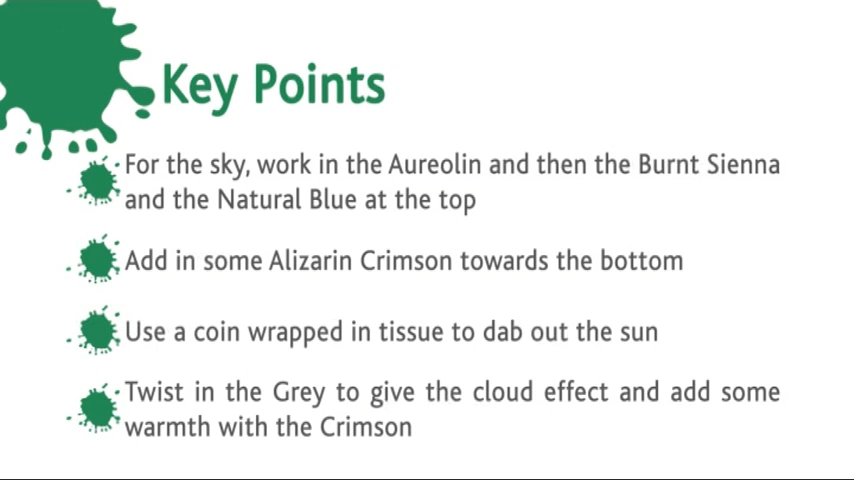 Key Points
For the sky, work in the Aureolin and then the Burnt Sienna
and the Natural Blue at the top
Add in some Alizarin Crimson towards the bottom
Use a coin wrapped in tissue to dab out the sun
Twist in the Grey to give the cloud effect and add some
warmth with the Crimson